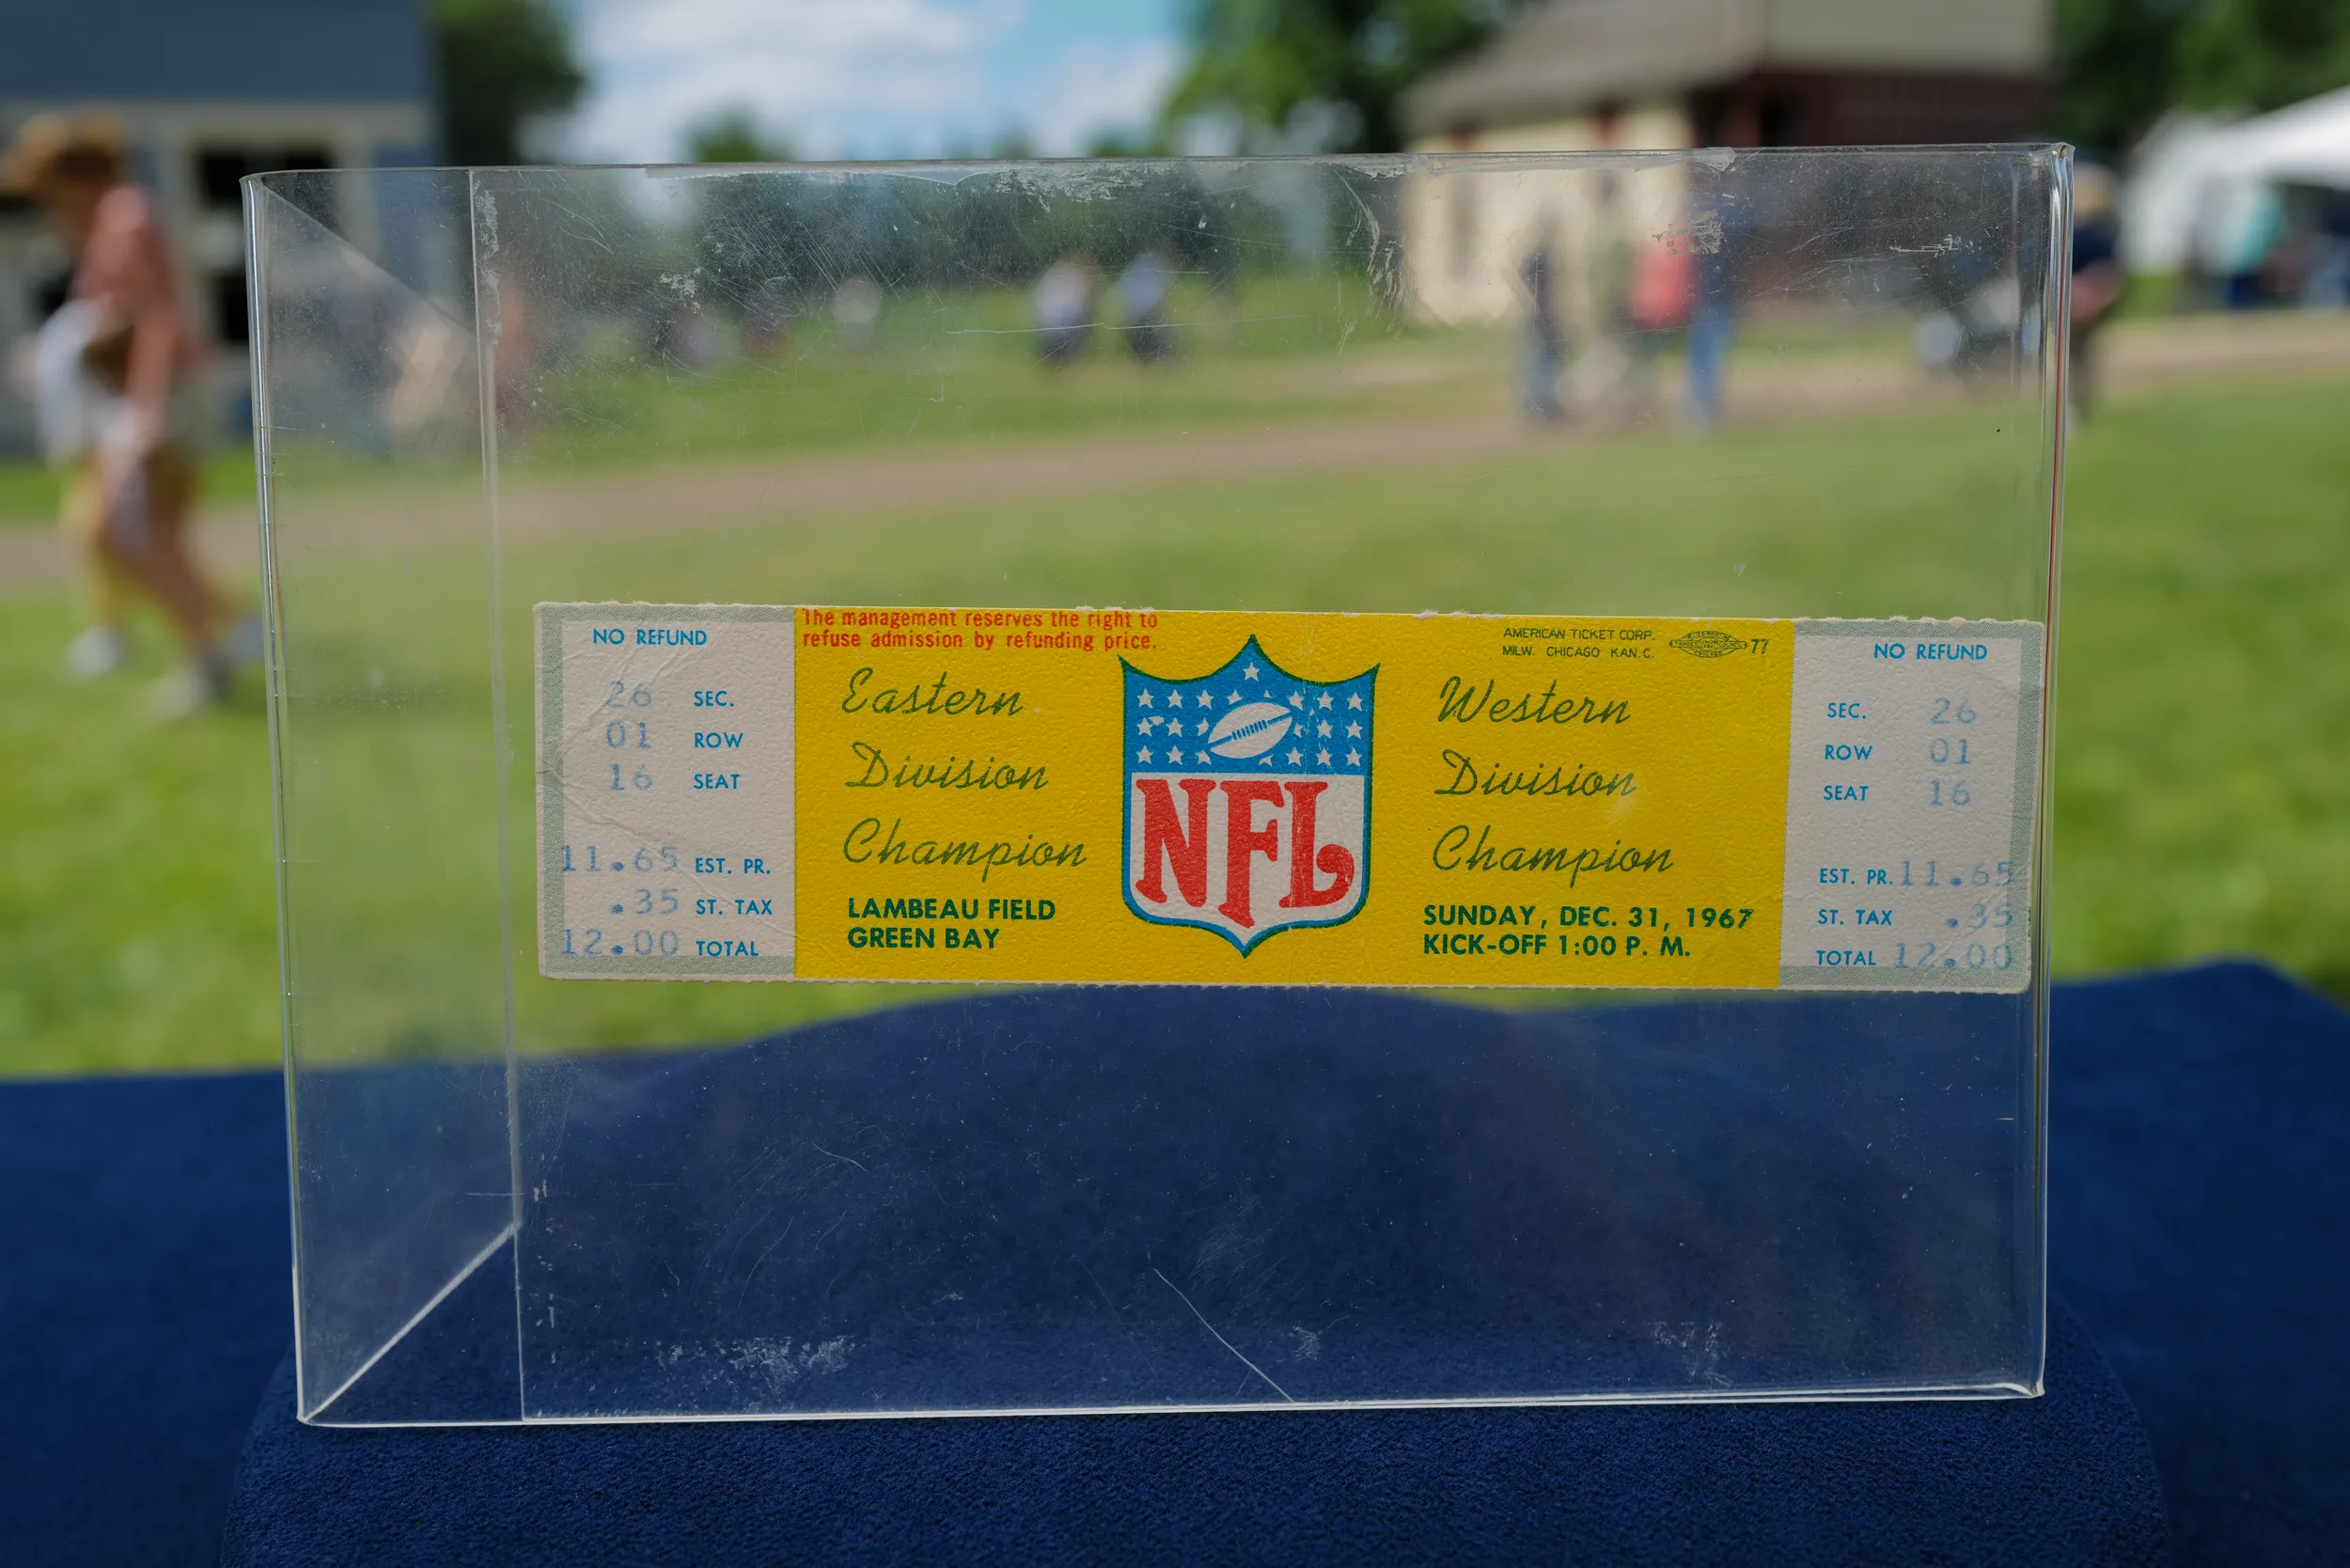 NO REFUND
26 SEC.
01 ROW
16 SEAT
11.65 EST. PR.
.35 ST. TAX
12.00 TOTAL
The management reserves the right to
refuse admission by refunding price.
Eastern
Division
Champion
LAMBEAU FIELD
GREEN BAY
NFL
AMERICAN TICKET CORP.
MILW. CHICAGO KAN. C.
77
Western
Division
Champion
SUNDAY, DEC. 31, 1967
KICK-OFF 1:00 P. M.
NO REFUND
SEC. 26
ROW 01
SEAT 16
EST. PR. 11.65
ST. TAX .35
TOTAL 12.00